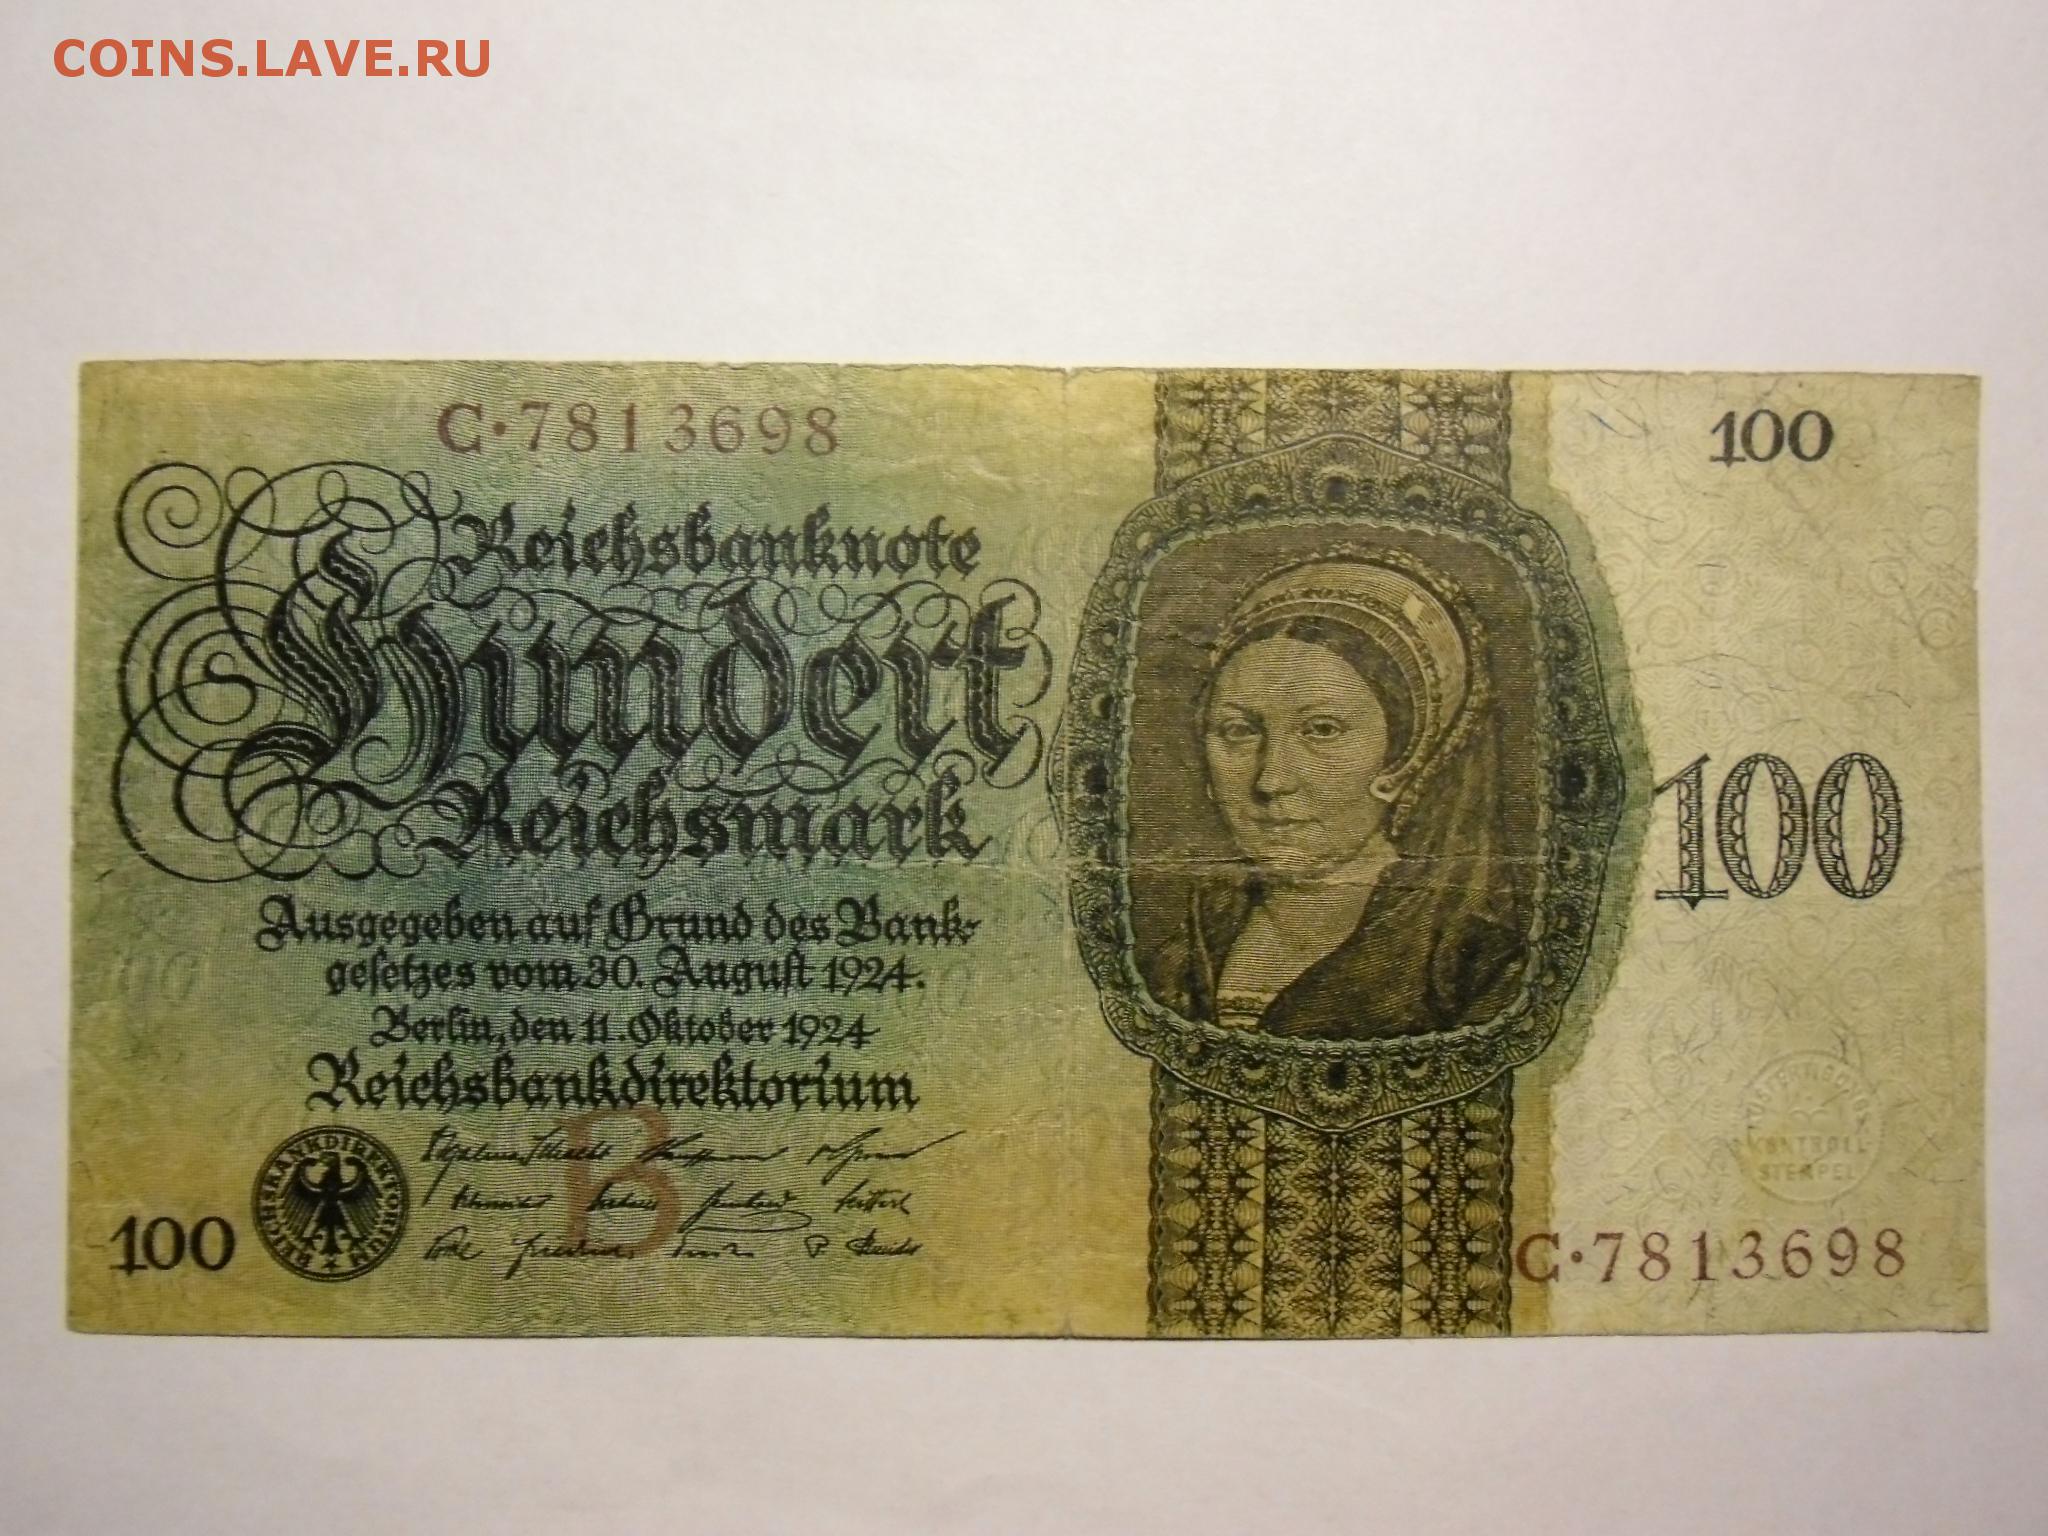 COINS.LAVE.RU
C·7813698
100
Reichsbanknote
Hundert
Reichsmark
100
Ausgegeben auf Grund des Bank-
gesetzes vom 30. August 1924.
Berlin, den 11. Oktober 1924
Reichsbankdirektorium
B
KONTROLL
STEMPEL
100
REICHSBANKDIREKTORIUM
C·7813698